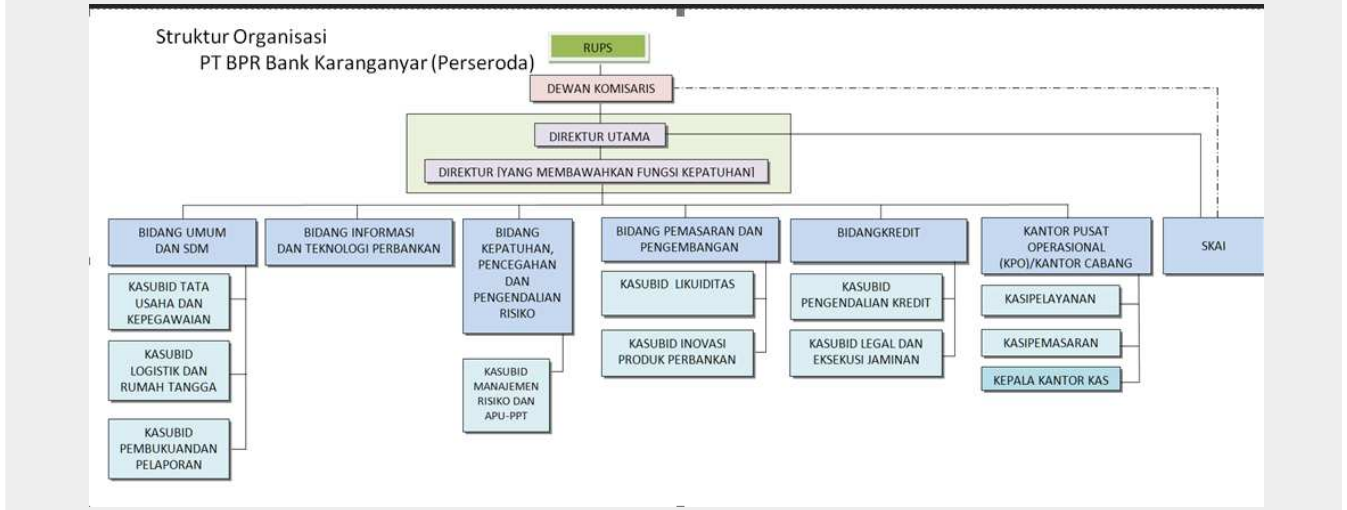 Struktur Organisasi
PT BPR Bank Karanganyar (Perseroda)
RUPS
DEWAN KOMISARIS
DIREKTUR UTAMA
DIREKTUR [YANG MEMBAWAHKAN FUNGSI KEPATUHAN]
BIDANG UMUM
DAN SDM
KASUBID TATA
USAHA DAN
KEPEGAWAIAN
KASUBID
LOGISTIK DAN
RUMAH TANGGA
KASUBID
PEMBUKUANDAN
PELAPORAN
BIDANG INFORMASI
DAN TEKNOLOGI PERBANKAN
BIDANG
KEPATUHAN,
PENCEGAHAN
DAN
PENGENDALIAN
RISIKO
KASUBID
MANAJEMEN
RISIKO DAN
APU-PPT
BIDANG PEMASARAN DAN
PENGEMBANGAN
KASUBID LIKUIDITAS
KASUBID INOVASI
PRODUK PERBANKAN
BIDANGKREDIT
KASUBID
PENGENDALIAN KREDIT
KASUBID LEGAL DAN
EKSEKUSI JAMINAN
KANTOR PUSAT
OPERASIONAL
(KPO)/KANTOR CABANG
KASIPELAYANAN
KASIPEMASARAN
KEPALA KANTOR KAS
SKAI